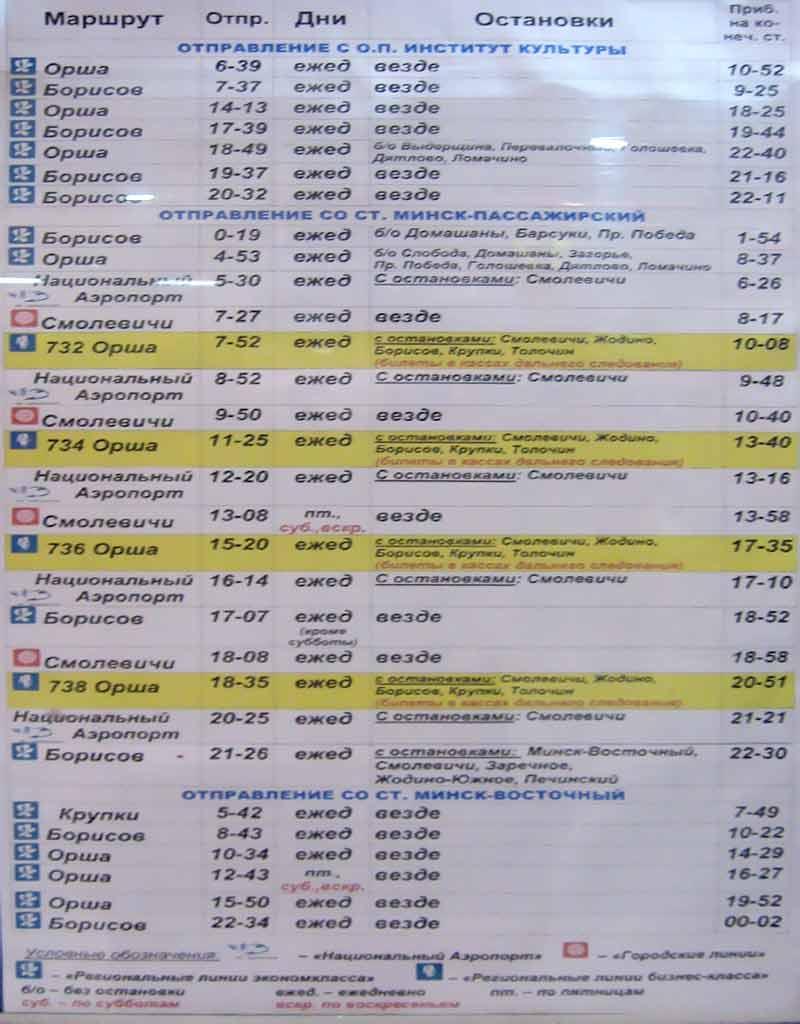 Маршрут Отпр. Дни Остановки Приб. на ко- неч. ст.
ОТПРАВЛЕНИЕ С О.П. ИНСТИТУТ КУЛЬТУРЫ
Орша 6-39 ежед везде 10-52
Борисов 7-37 ежед везде 9-25
Орша 14-13 ежед везде 18-25
Борисов 17-39 ежед везде 19-44
Орша 18-49 ежед б/о Выдерщина, Перевалочная, Голошевка, 22-40
Дятлово, Ломачино
Борисов 19-37 ежед везде 21-16
Борисов 20-32 ежед везде 22-11
ОТПРАВЛЕНИЕ СО СТ. МИНСК-ПАССАЖИРСКИЙ
Борисов 0-19 ежед б/о Домашаны, Барсуки, Пр. Победа 1-54
Орша 4-53 ежед б/о Слобода, Домашаны, Загорье, 8-37
Пр. Победа, Голошевка, Дятлово, Ломачино
Национальный 5-30 ежед С остановками: Смолевичи 6-26
Аэропорт
Смолевичи 7-27 ежед везде 8-17
732 Орша 7-52 ежед с остановками: Смолевичи, Жодино, 10-08
Борисов, Крупки, Толочин
(билеты в кассах дальнего следования)
Национальный 8-52 ежед С остановками: Смолевичи 9-48
Аэропорт
Смолевичи 9-50 ежед везде 10-40
734 Орша 11-25 ежед с остановками: Смолевичи, Жодино, 13-40
Борисов, Крупки, Толочин
(билеты в кассах дальнего следования)
Национальный 12-20 ежед С остановками: Смолевичи 13-16
Аэропорт
Смолевичи 13-08 пт., везде 13-58
суб.,вскр.
736 Орша 15-20 ежед с остановками: Смолевичи, Жодино, 17-35
Борисов, Крупки, Толочин
(билеты в кассах дальнего следования)
Национальный 16-14 ежед С остановками: Смолевичи 17-10
Аэропорт
Борисов 17-07 ежед везде 18-52
(кроме
субботы)
Смолевичи 18-08 ежед везде 18-58
738 Орша 18-35 ежед с остановками: Смолевичи, Жодино, 20-51
Борисов, Крупки, Толочин
(билеты в кассах дальнего следования)
Национальный 20-25 ежед С остановками: Смолевичи 21-21
Аэропорт
Борисов - 21-26 ежед с остановками: Минск-Восточный, 22-30
Смолевичи, Заречное,
Жодино-Южное, Печинский
ОТПРАВЛЕНИЕ СО СТ. МИНСК-ВОСТОЧНЫЙ
Крупки 5-42 ежед везде 7-49
Борисов 8-43 ежед везде 10-22
Орша 10-34 ежед везде 14-29
Орша 12-43 пт., везде 16-27
суб.,вскр.
Орша 15-50 ежед везде 19-52
Борисов 22-34 ежед везде 00-02
Условные обозначения. – «Национальный Аэропорт» – «Городские линии»
– «Региональные линии экономкласса» – «Региональные линии бизнес-класса»
б/о – без остановки ежед. – ежедневно пт. – по пятницам
суб. – по субботам вскр. по воскресеньям